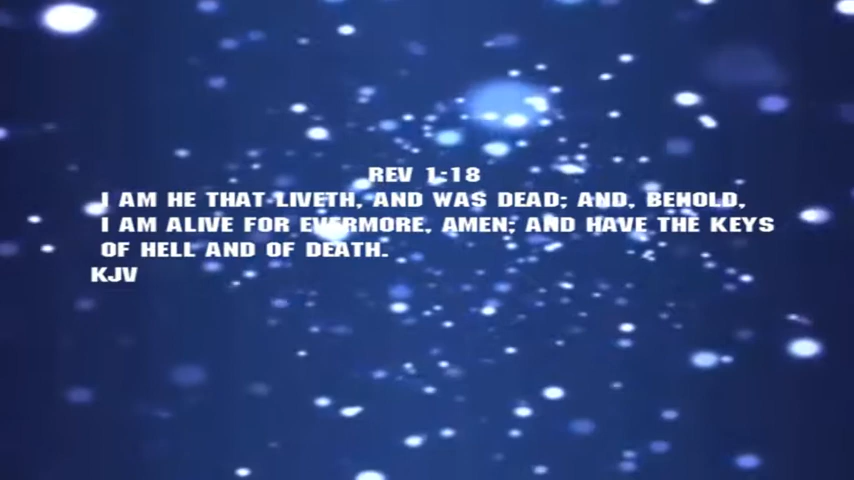 REV 1-18
I AM HE THAT LIVETH, AND WAS DEAD; AND, BEHOLD,
I AM ALIVE FOR EVERMORE, AMEN; AND HAVE THE KEYS
OF HELL AND OF DEATH.
KJV